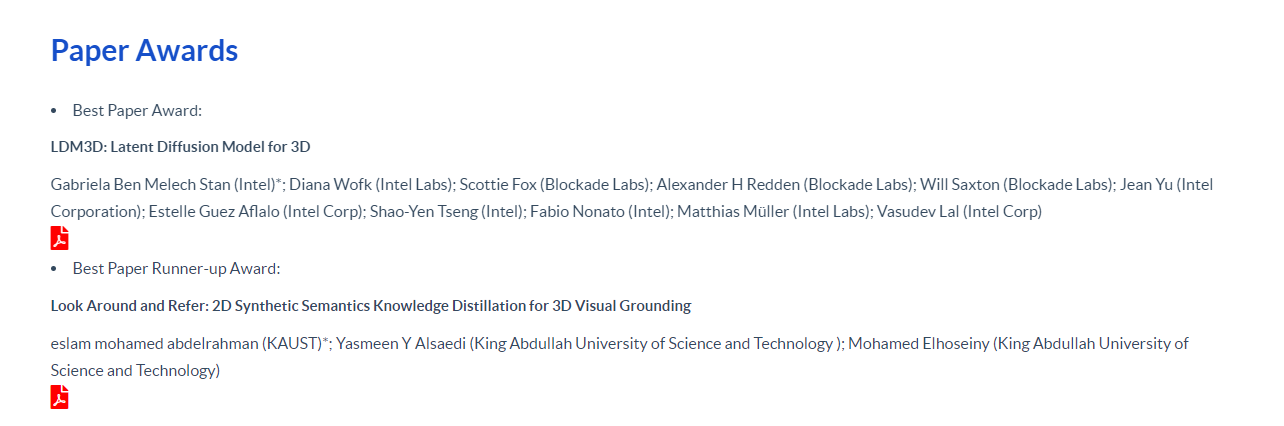 Paper Awards
• Best Paper Award:
LDM3D: Latent Diffusion Model for 3D
Gabriela Ben Melech Stan (Intel)*; Diana Wofk (Intel Labs); Scottie Fox (Blockade Labs); Alexander H Redden (Blockade Labs); Will Saxton (Blockade Labs); Jean Yu (Intel
Corporation); Estelle Guez Aflalo (Intel Corp); Shao-Yen Tseng (Intel); Fabio Nonato (Intel); Matthias Müller (Intel Labs); Vasudev Lal (Intel Corp)
• Best Paper Runner-up Award:
Look Around and Refer: 2D Synthetic Semantics Knowledge Distillation for 3D Visual Grounding
eslam mohamed abdelrahman (KAUST)*; Yasmeen Y Alsaedi (King Abdullah University of Science and Technology ); Mohamed Elhoseiny (King Abdullah University of
Science and Technology)